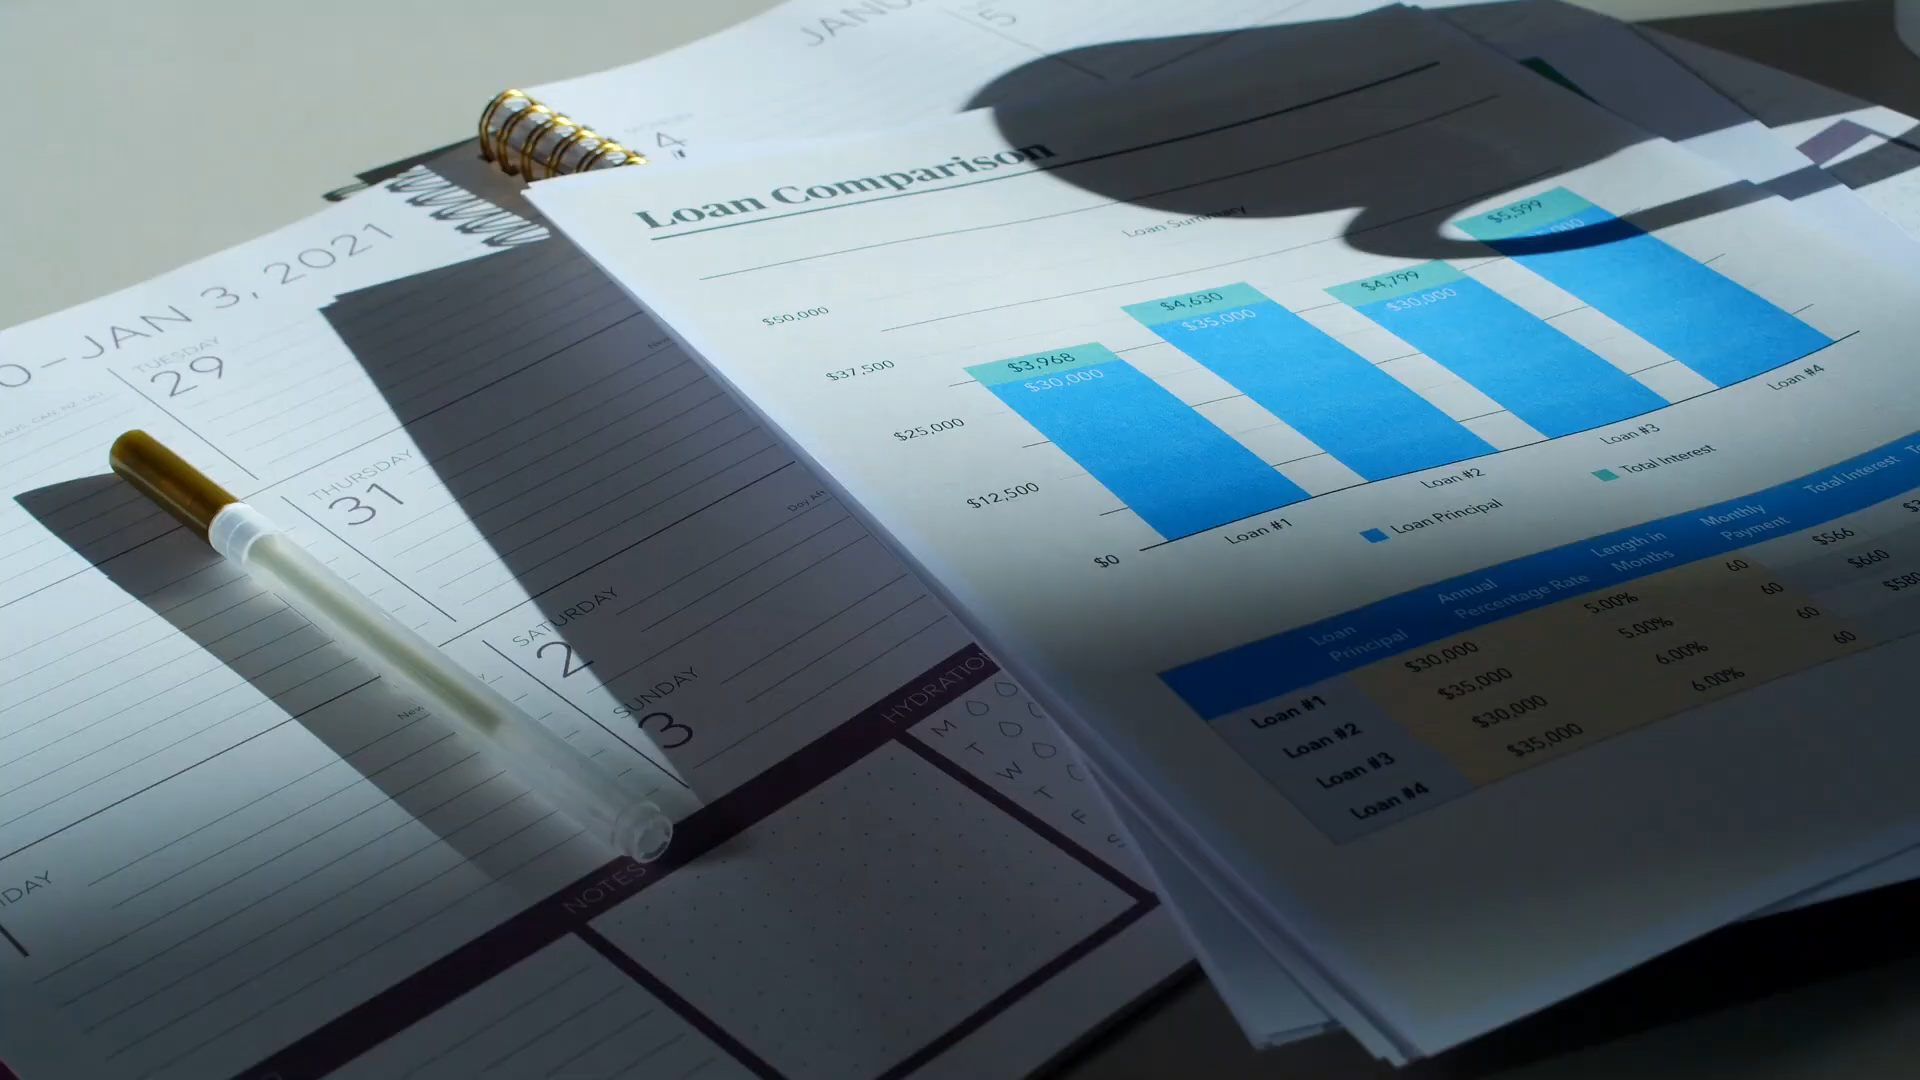 JANU
5
4
0-JAN 3, 2021
TUESDAY
29
THURSDAY
31
SATURDAY
2
SUNDAY
3
IDAY
NOTES
HYDRATION
M
T
W
T
F
S
Loan Comparison
Loan Summary
$50,000
$37,500
$25,000
$12,500
$0
$3,968
$30,000
$4,630
$35,000
$4,799
$30,000
$5,599
5,000
Loan #1
Loan #2
Loan #3
Loan #4
Loan Principal
Total Interest
Loan Principal
Annual Percentage Rate
Length in Months
Monthly Payment
Total Interest
Loan #1 $30,000 5.00% 60 $566
Loan #2 $35,000 5.00% 60 $660
Loan #3 $30,000 6.00% 60 $580
Loan #4 $35,000 6.00% 60